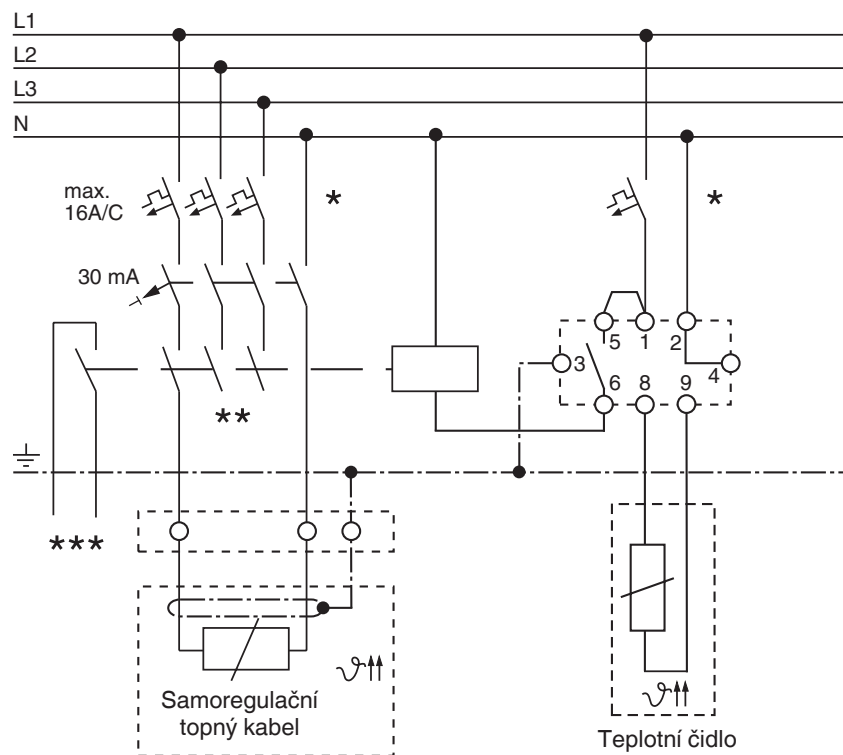 L1
L2
L3
N
max.
16A/C
*
*
30 mA
5
1
2
3
4
6
8
9
**
***
Samoregulační
topný kabel
ϑ
ϑ
Teplotní čidlo